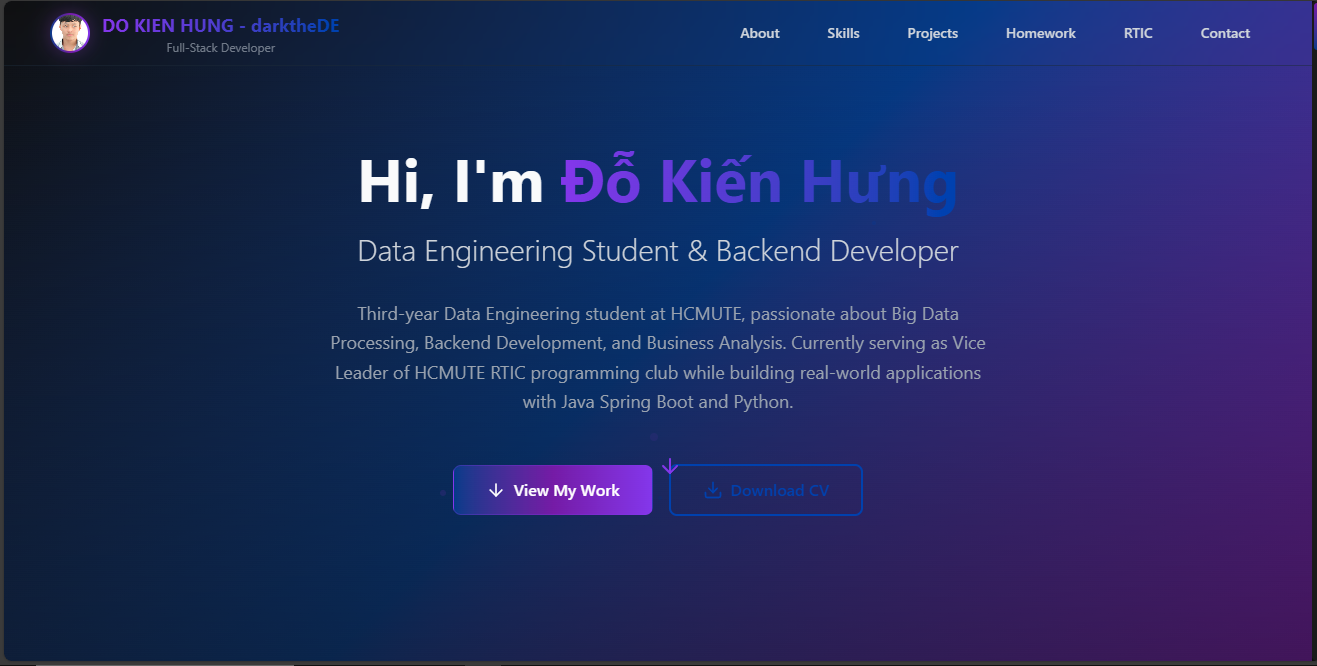 DO KIEN HUNG - darktheDE
Full-Stack Developer
About Skills Projects Homework RTIC Contact
Hi, I'm Đỗ Kiến Hưng
Data Engineering Student & Backend Developer
Third-year Data Engineering student at HCMUTE, passionate about Big Data
Processing, Backend Development, and Business Analysis. Currently serving as Vice
Leader of HCMUTE RTIC programming club while building real-world applications
with Java Spring Boot and Python.
View My Work
Download CV